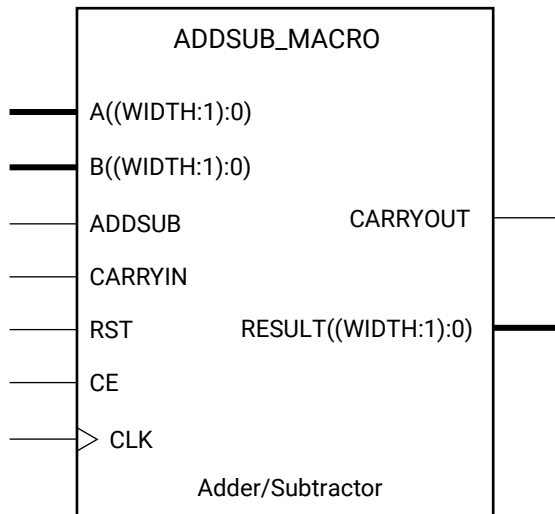 ADDSUB_MACRO
A((WIDTH:1):0)
B((WIDTH:1):0)
ADDSUB
CARRYOUT
CARRYIN
RST
RESULT((WIDTH:1):0)
CE
CLK
Adder/Subtractor